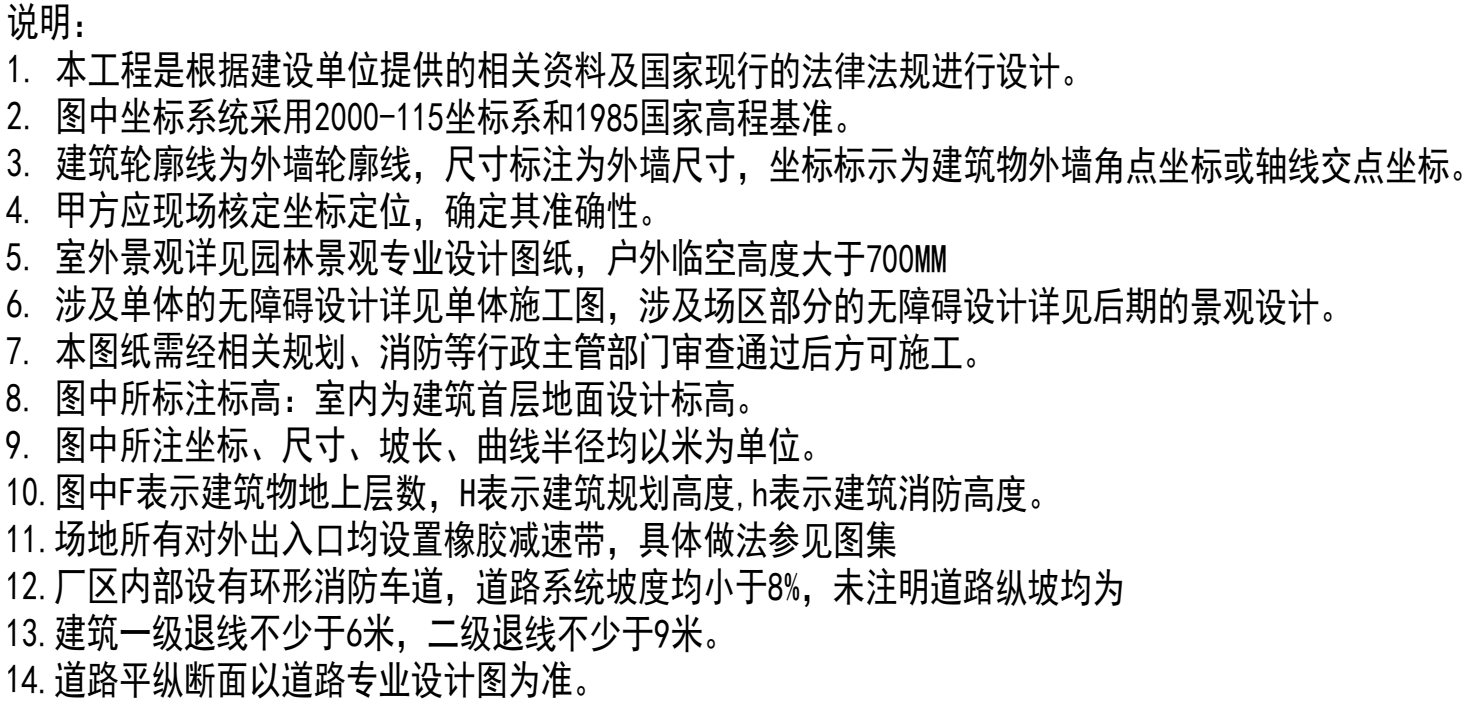 说明：
1. 本工程是根据建设单位提供的相关资料及国家现行的法律法规进行设计。
2. 图中坐标系统采用2000-115坐标系和1985国家高程基准。
3. 建筑轮廓线为外墙轮廓线，尺寸标注为外墙尺寸，坐标标示为建筑物外墙角点坐标或轴线交点坐标。
4. 甲方应现场核定坐标定位，确定其准确性。
5. 室外景观详见园林景观专业设计图纸，户外临空高度大于700MM
6. 涉及单体的无障碍设计详见单体施工图，涉及场区部分的无障碍设计详见后期的景观设计。
7. 本图纸需经相关规划、消防等行政主管部门审查通过后方可施工。
8. 图中所标注标高：室内为建筑首层地面设计标高。
9. 图中所注坐标、尺寸、坡长、曲线半径均以米为单位。
10.图中F表示建筑物地上层数，H表示建筑规划高度,h表示建筑消防高度。
11.场地所有对外出入口均设置橡胶减速带，具体做法参见图集
12.厂区内部设有环形消防车道，道路系统坡度均小于8%，未注明道路纵坡均为
13.建筑一级退线不少于6米，二级退线不少于9米。
14.道路平纵断面以道路专业设计图为准。